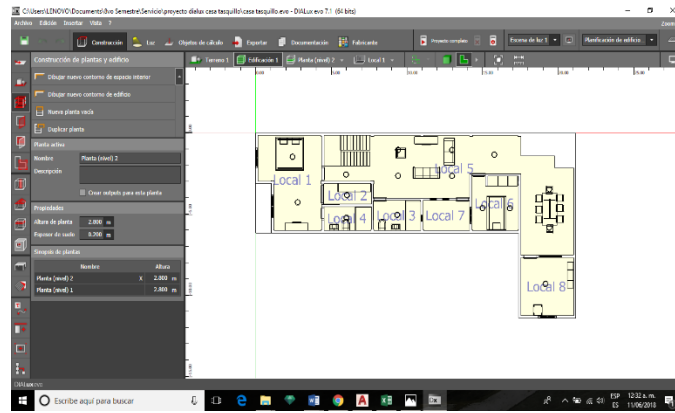 C:\Users\LENOVO\Documents\8vo Semestre\Servicio\proyecto dialux casa tasquillo\casa tasquillo.evo - DIALux evo 7.1 (64 bits)
Archivo Edición Insertar Vista ?
Zoom
Construcción Luz Objetos de cálculo Exportar Documentación Fabricante Proyecto completo Escena de luz 1 Planificación de edificio
Construcción de plantas y edificio
Terreno 1 Edificación 1 Planta (nivel) 2 Local 1
Dibujar nuevo contorno de espacio interior
Dibujar nuevo contorno de edificio
Nueva planta vacía
Duplicar planta
Planta activa
Nombre Planta (nivel) 2
Descripción
Crear outputs para esta planta
Propiedades
Altura de planta 2.800 m
Espesor de suelo 0.200 m
Sinopsis de plantas
Nombre Altura
Planta (nivel) 2 X 2.800 m
Planta (nivel) 1 2.800 m
Local 1
Local 2
Local 4
Local 3
Local 7
Local 5
Local 6
Local 8
DIALux evo
Escribe aquí para buscar
ESP 12:32 a. m.
ES 11/06/2018